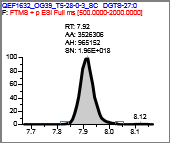 QEF1632_OG39_T5-28-0-3_SC DGTS-27:0
F: FTMS + p ESI Full ms [500.0000-2000.0000]
RT: 7.92
AA: 3526306
AH: 965152
SN: 1.96E+018
100
80
60
40
20
0
8.12
7.7 7.8 7.9 8.0 8.1